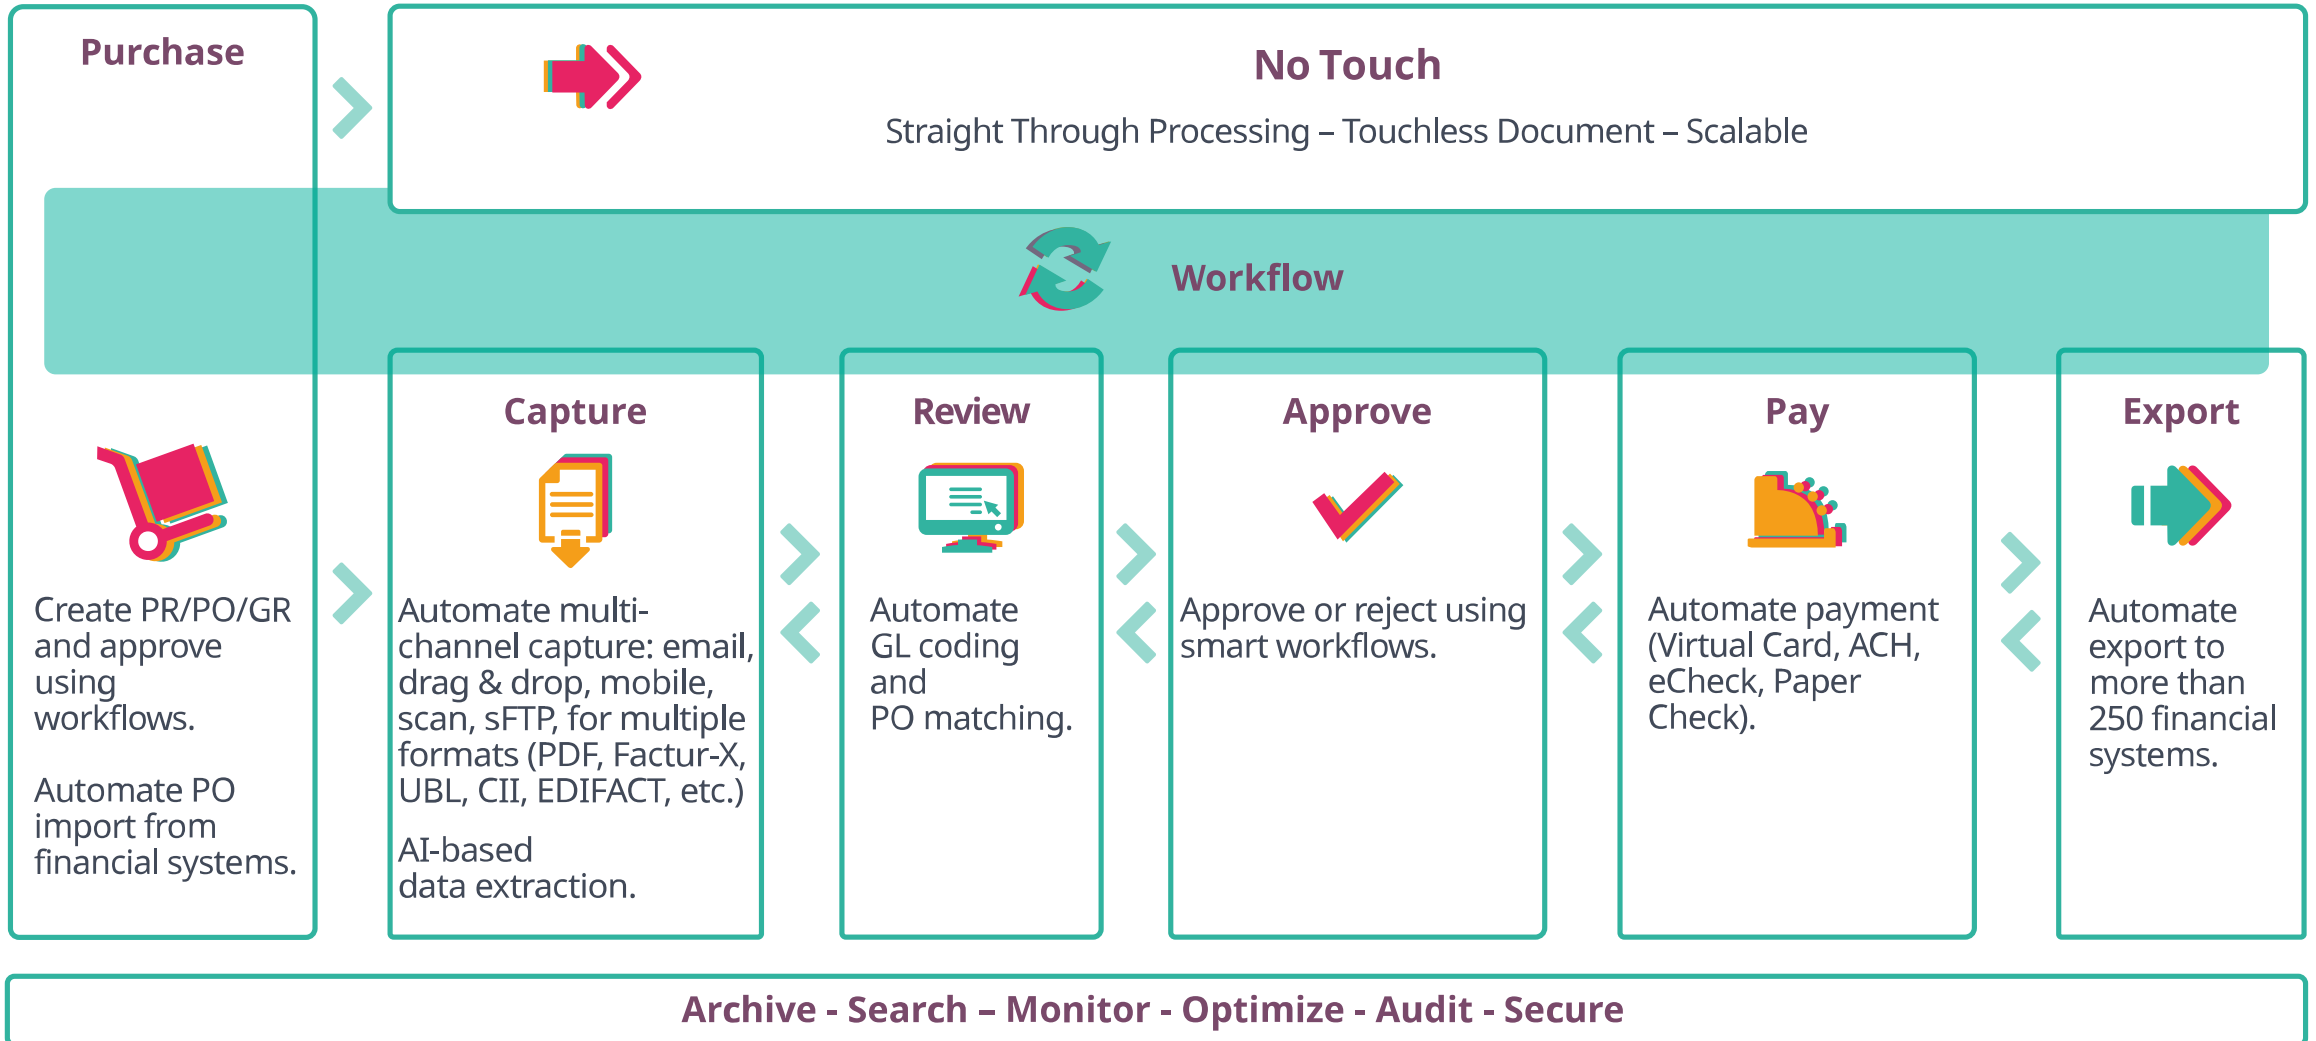 Purchase
No Touch
Straight Through Processing – Touchless Document – Scalable
Workflow
Create PR/PO/GR
and approve
using
workflows.
Automate PO
import from
financial systems.
Capture
Automate multi-
channel capture: email,
drag & drop, mobile,
scan, sFTP, for multiple
formats (PDF, Factur-X,
UBL, CII, EDIFACT, etc.)
AI-based
data extraction.
Review
Automate
GL coding
and
PO matching.
Approve
Approve or reject using
smart workflows.
Pay
Automate payment
(Virtual Card, ACH,
eCheck, Paper
Check).
Export
Automate
export to
more than
250 financial
systems.
Archive - Search – Monitor - Optimize - Audit - Secure